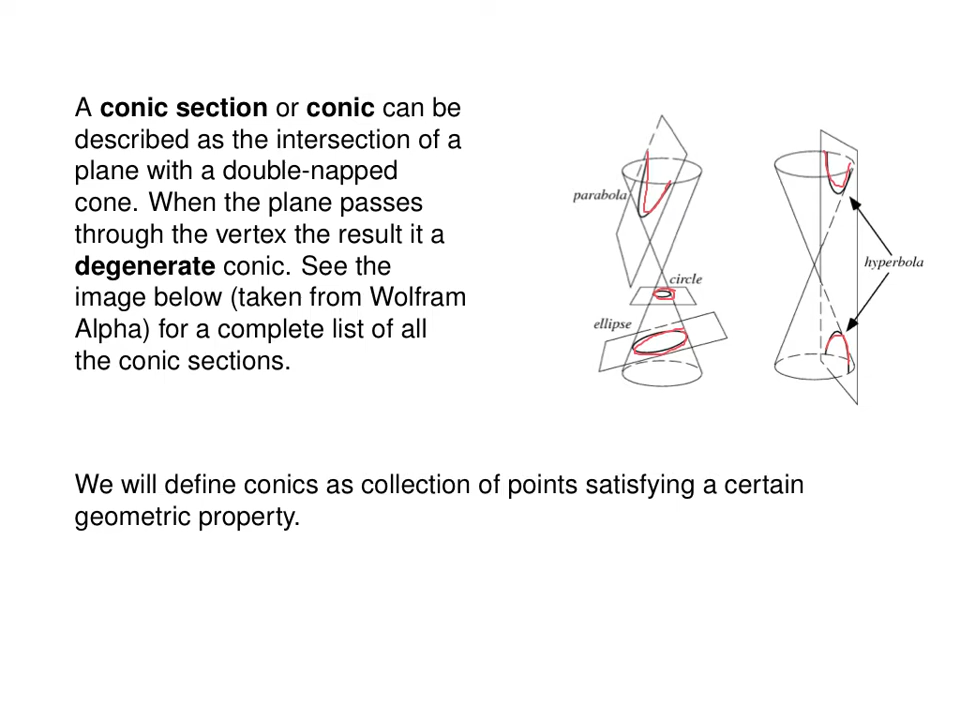 A conic section or conic can be
described as the intersection of a
plane with a double-napped
cone. When the plane passes
through the vertex the result it a
degenerate conic. See the
image below (taken from Wolfram
Alpha) for a complete list of all
the conic sections.
parabola
circle
ellipse
hyperbola
We will define conics as collection of points satisfying a certain
geometric property.